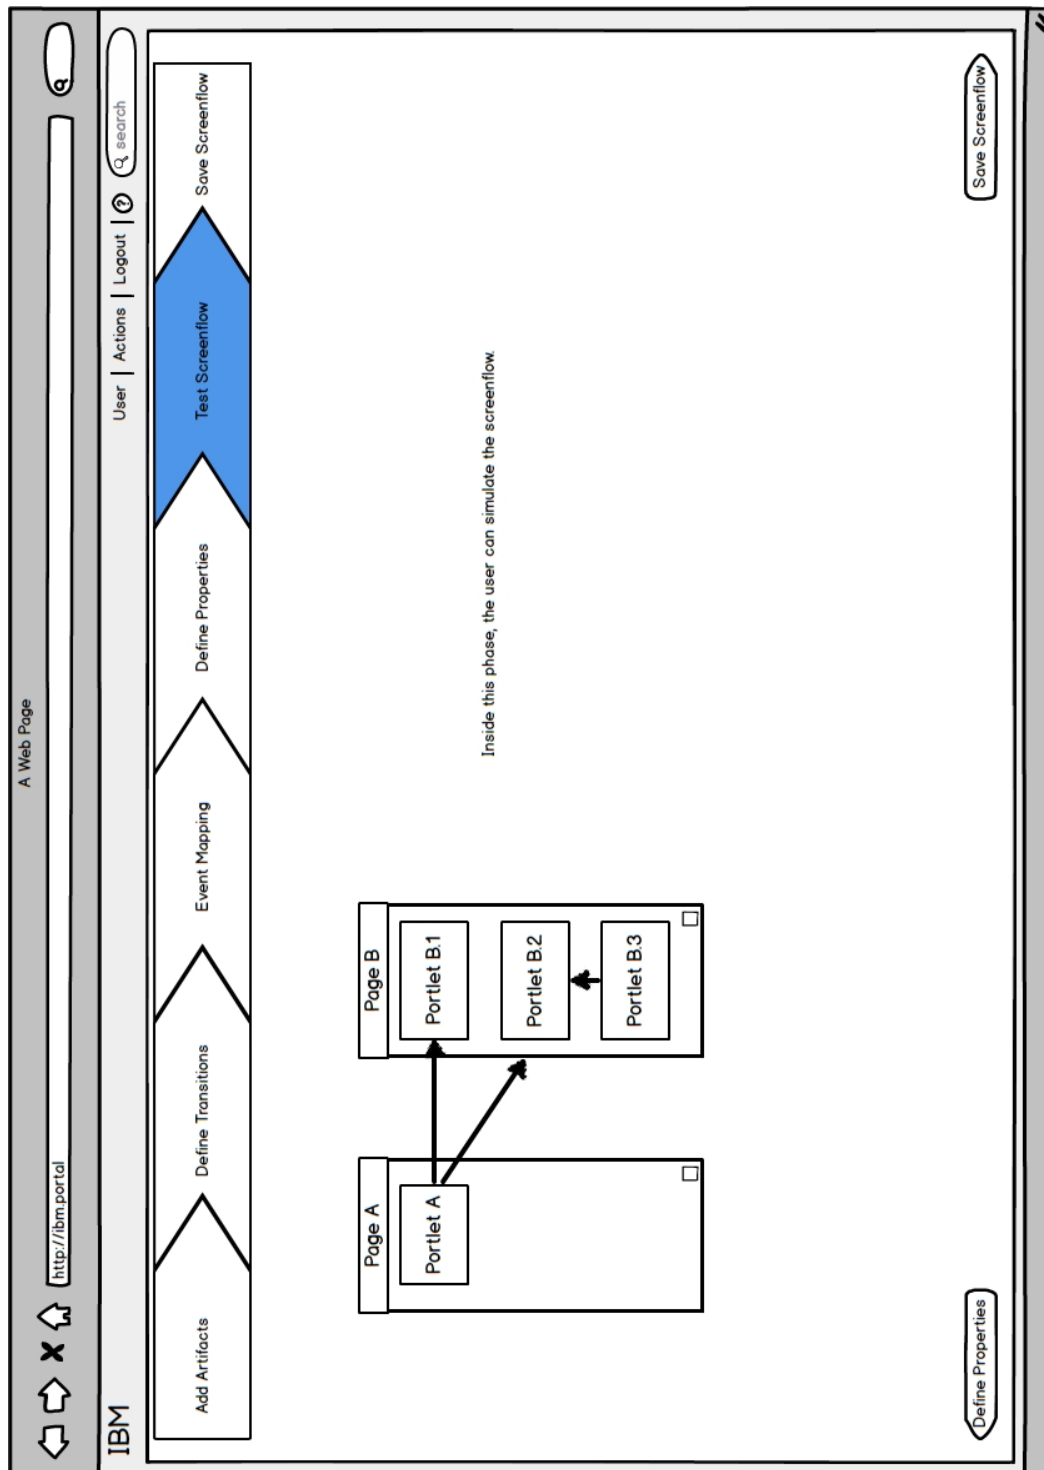 A Web Page
http://ibm.portal
IBM
User | Actions | Logout | ? search
Add Artifacts
Define Transitions
Event Mapping
Define Properties
Test Screenflow
Save Screenflow
Page A
Portlet A
Page B
Portlet B.1
Portlet B.2
Portlet B.3
Inside this phase, the user can simulate the screenflow.
Define Properties
Save Screenflow